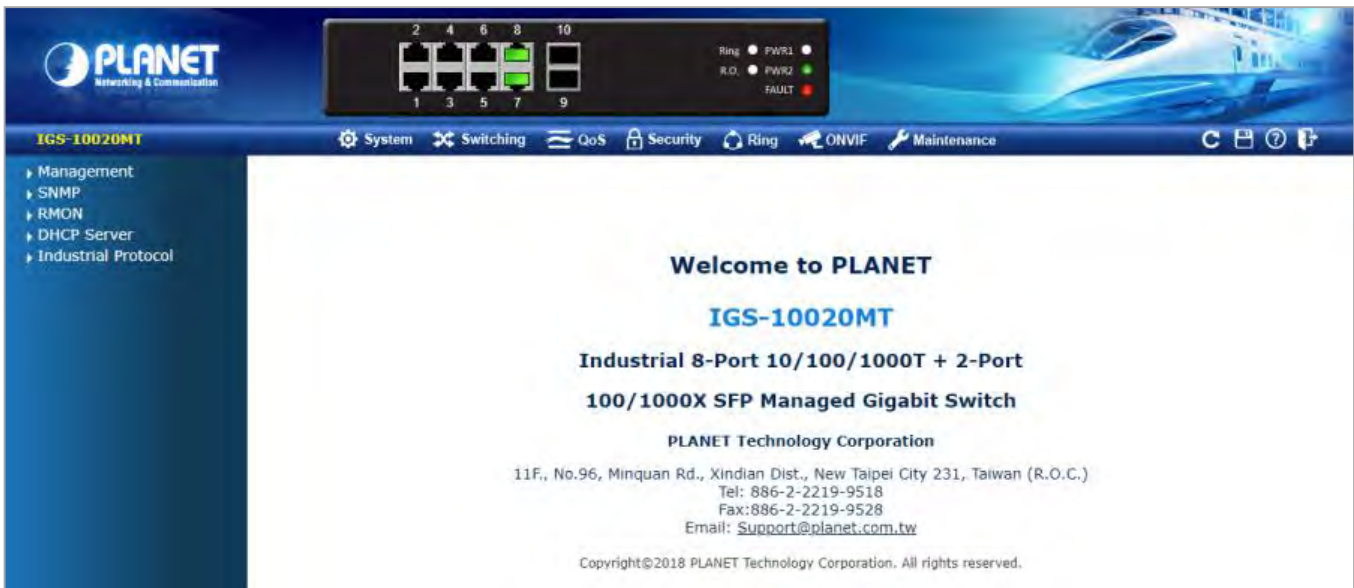 2 4 6 8 10
PLANET
Networking & Communication
Ring PWR1
R.O. PWR2
FAULT
1 3 5 7 9
IGS-10020MT
System Switching QoS Security Ring ONVIF Maintenance
Management
SNMP
RMON
DHCP Server
Industrial Protocol
Welcome to PLANET
IGS-10020MT
Industrial 8-Port 10/100/1000T + 2-Port
100/1000X SFP Managed Gigabit Switch
PLANET Technology Corporation
11F., No.96, Minquan Rd., Xindian Dist., New Taipei City 231, Taiwan (R.O.C.)
Tel: 886-2-2219-9518
Fax:886-2-2219-9528
Email: Support@planet.com.tw
Copyright©2018 PLANET Technology Corporation. All rights reserved.